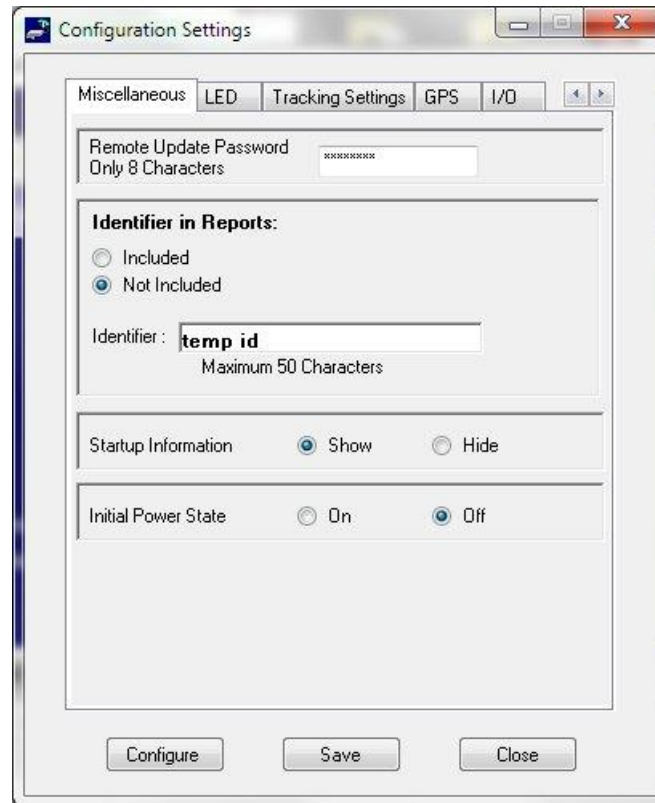 Configuration Settings
Miscellaneous LED Tracking Settings GPS I/O
Remote Update Password
Only 8 Characters
xxxxxxxx
Identifier in Reports:
Included
Not Included
Identifier : temp id
Maximum 50 Characters
Startup Information Show Hide
Initial Power State On Off
Configure Save Close